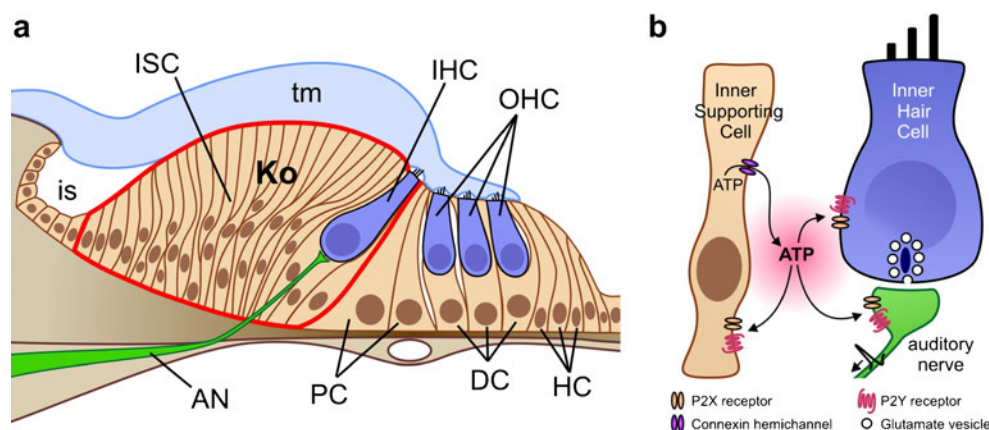 a
ISC
IHC
tm
OHC
Ko
is
AN
PC
DC
HC
b
Inner
Supporting
Cell
Inner
Hair
Cell
ATP
ATP
auditory
nerve
P2X receptor
P2Y receptor
Connexin hemichannel
Glutamate vesicle